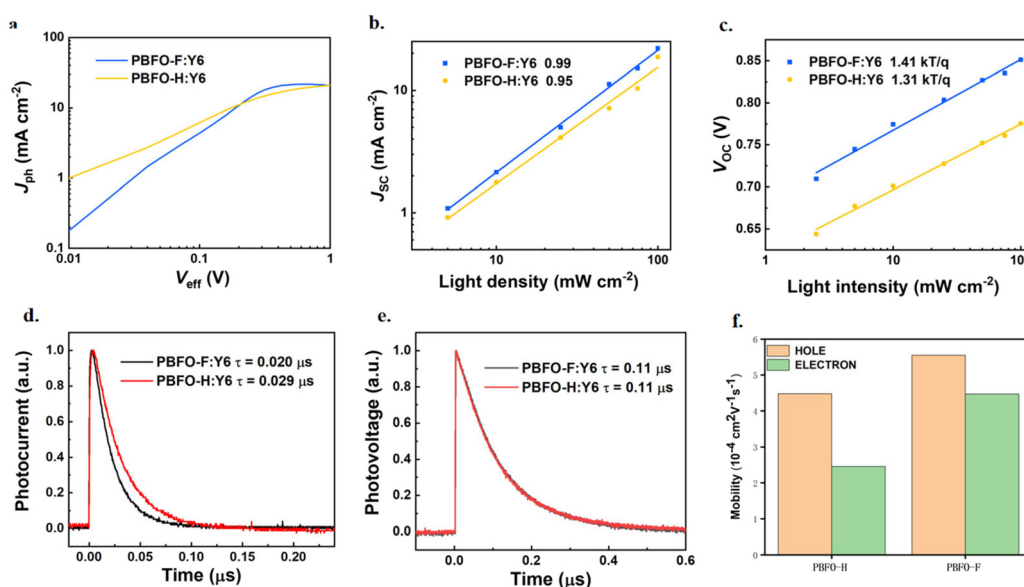 a
J_ph (mA cm⁻²)
100
10
1
0.1
PBFO-F:Y6
PBFO-H:Y6
0.01
0.1
1
V_eff (V)
b.
J_SC (mA cm⁻²)
10
1
PBFO-F:Y6 0.99
PBFO-H:Y6 0.95
10
100
Light density (mW cm⁻²)
c.
V_OC (V)
0.85
0.80
0.75
0.70
0.65
PBFO-F:Y6 1.41 kT/q
PBFO-H:Y6 1.31 kT/q
1
10
100
Light intensity (mW cm⁻²)
d.
Photocurrent (a.u.)
1.0
0.8
0.6
0.4
0.2
0.0
PBFO-F:Y6 τ = 0.020 μs
PBFO-H:Y6 τ = 0.029 μs
0.00
0.05
0.10
0.15
0.20
Time (μs)
e.
Photovoltage (a.u.)
1.0
0.8
0.6
0.4
0.2
0.0
PBFO-F:Y6 τ = 0.11 μs
PBFO-H:Y6 τ = 0.11 μs
0.0
0.2
0.4
0.6
Time (μs)
f.
Mobility (10⁻⁴ cm²V⁻¹s⁻¹)
6
5
4
3
2
1
0
HOLE
ELECTRON
PBFO-H
PBFO-F